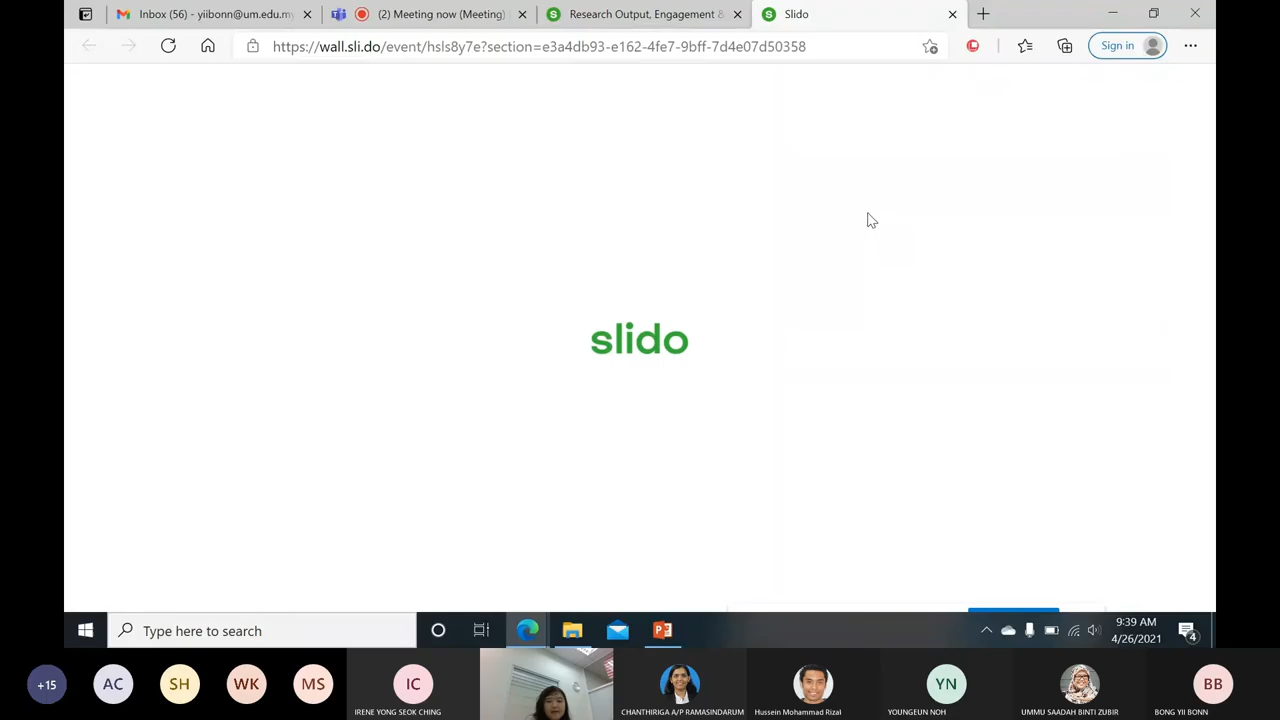 Inbox (56) - yiibonn@um.edu.my
(2) Meeting now (Meeting)
Research Output, Engagement &
Slido
https://wall.sli.do/event/hsls8y7e?section=e3a4db93-e162-4fe7-9bff-7d4e07d50358
Sign in
slido
Type here to search
9:39 AM
4/26/2021
4
+15
AC
SH
WK
MS
IC
YN
BB
IRENE YONG SEOK CHING
CHANTHIRIGA A/P RAMASINDARUM
Hussein Mohammad Rizal
YOUNGEUN NOH
UMMU SAADAH BINTI ZUBIR
BONG YII BONN